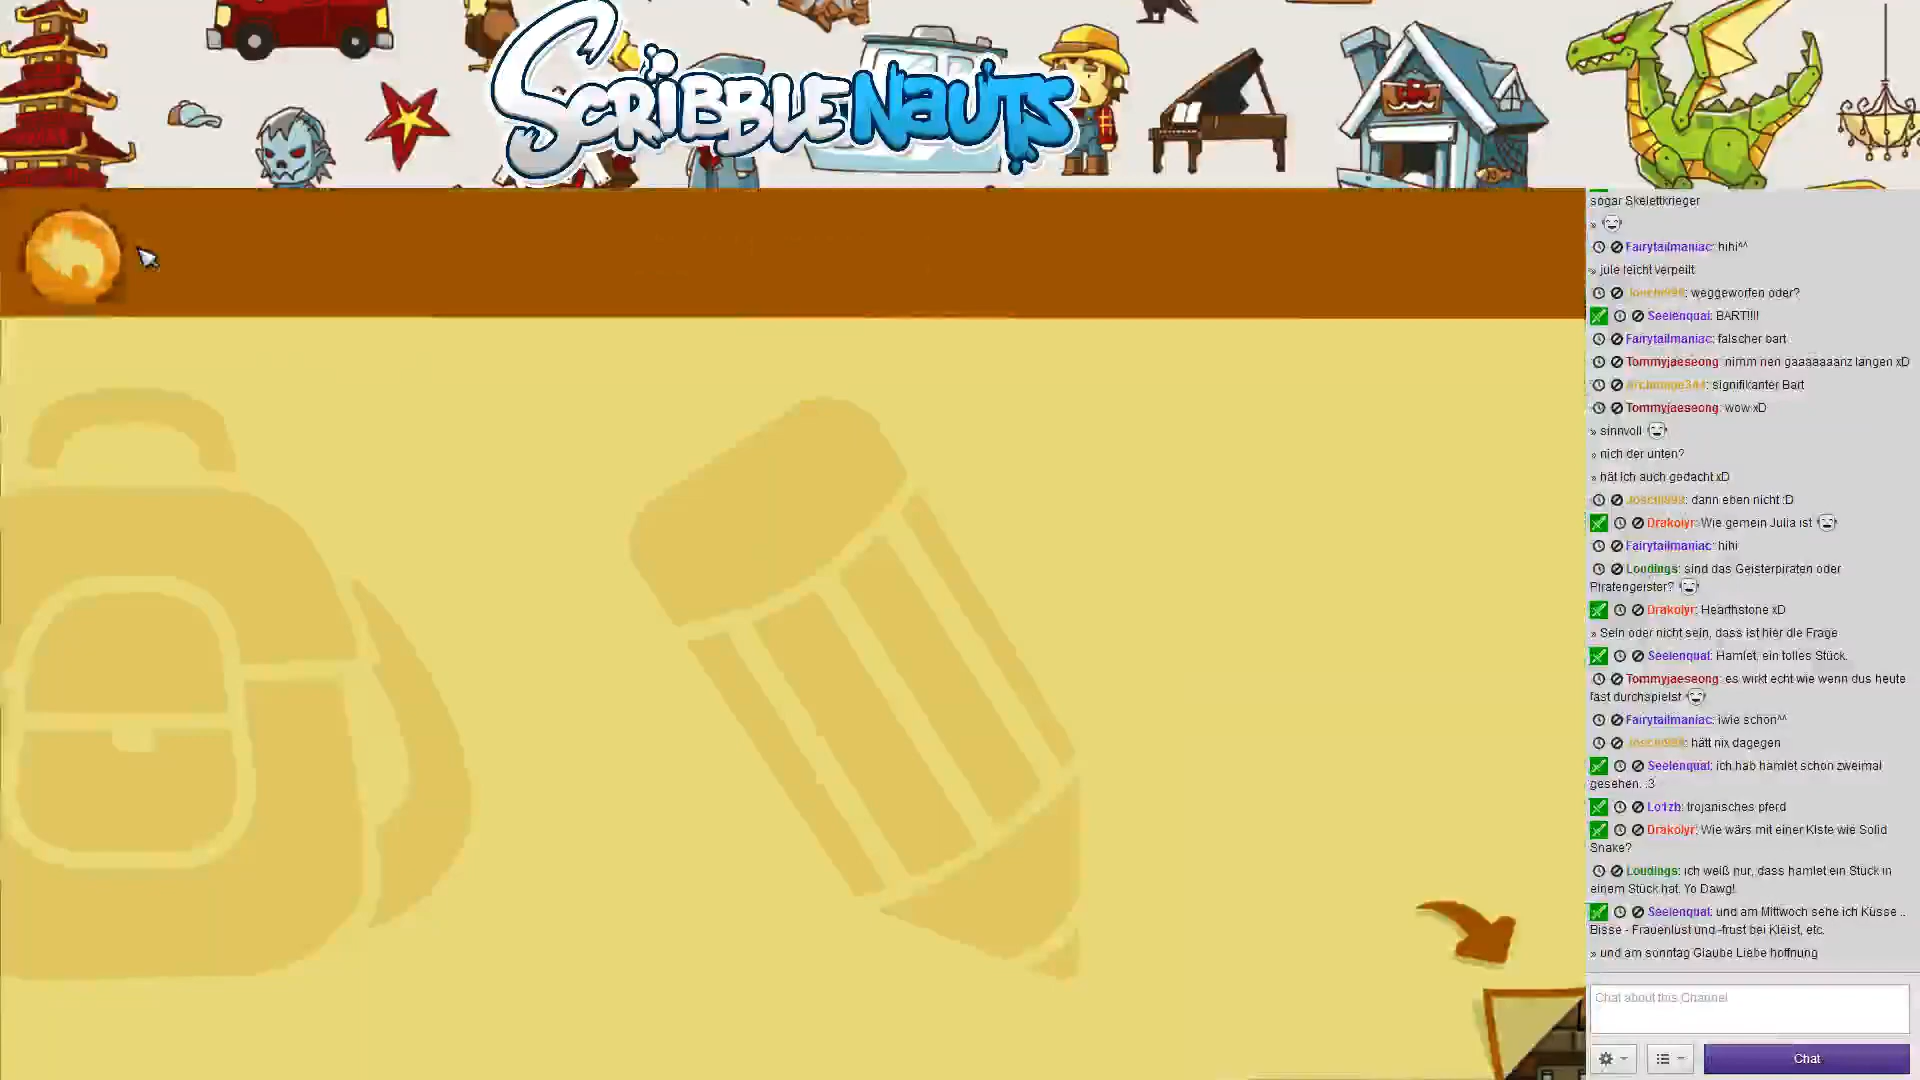 SCRIBBLENAUTS
sogar Skelettkrieger
»
Fairytailmaniac: hihi^^
» jule leicht verpeilt
weggeworfen oder?
Seelenqual: BART!!!!
Fairytailmaniac: falscher bart
Tommyjaeseong: nimm nen gaaaaaaanz langen xD
signifikanter Bart
Tommyjaeseong: wow xD
» sinnvoll
» nich der unten?
» hät ich auch gedacht xD
dann eben nicht :D
Drakolyr: Wie gemein Julia ist
Fairytailmaniac: hihi
Loudings: sind das Geisterpiraten oder
Piratengeister?
Drakolyr: Hearthstone xD
» Sein oder nicht sein, dass ist hier die Frage
Seelenqual: Hamlet, ein tolles Stück.
Tommyjaeseong: es wirkt echt wie wenn dus heute
fast durchspielst
Fairytailmaniac: iwie schon^^
hätt nix dagegen
Seelenqual: ich hab hamlet schon zweimal
gesehen. :3
Lo1zb: trojanisches pferd
Drakolyr: Wie wärs mit einer Kiste wie Solid
Snake?
Loudings: ich weiß nur, dass hamlet ein Stück in
einem Stück hat. Yo Dawg!
Seelenqual: und am Mittwoch sehe ich Küsse ..
Bisse - Frauenlust und -frust bei Kleist, etc.
» und am sonntag Glaube Liebe hoffnung
Chat about this Channel
Chat